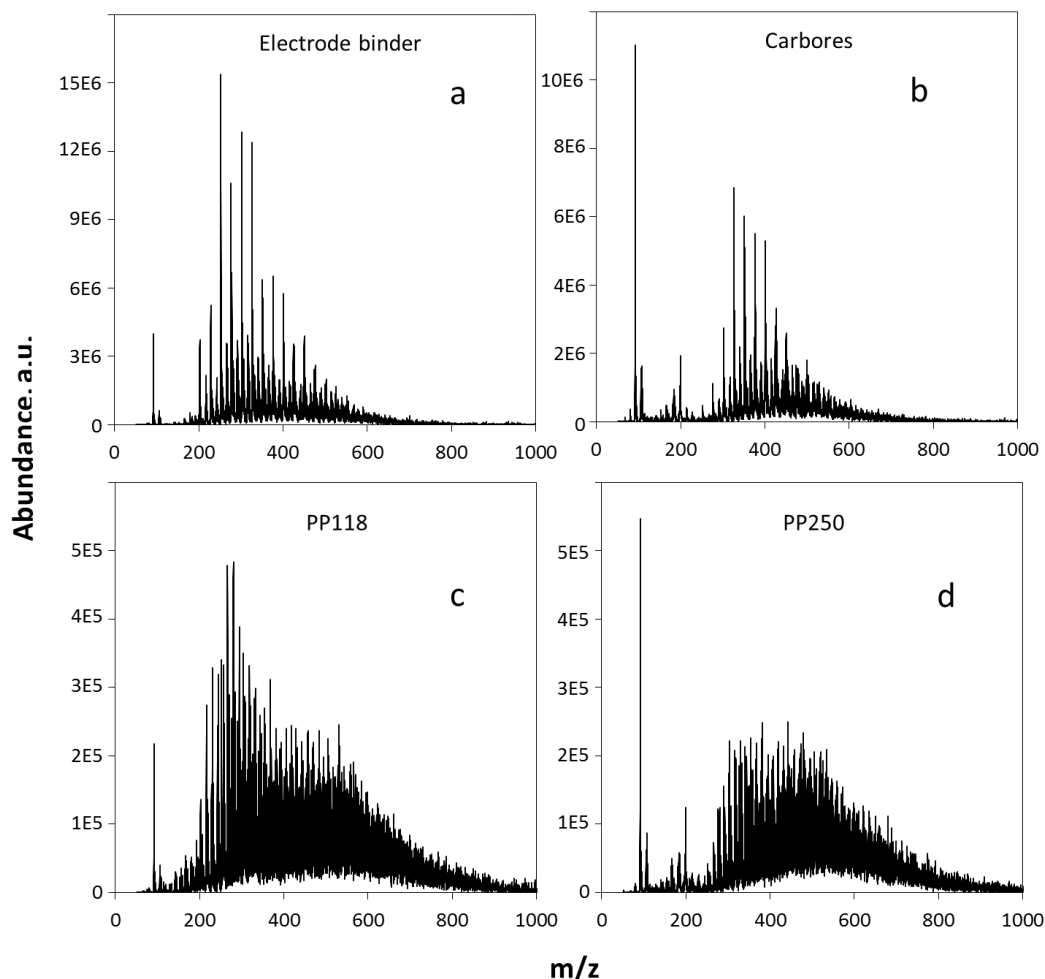 Electrode binder
a
15E6
12E6
9E6
6E6
3E6
0
0 200 400 600 800 1000
Carbores
b
10E6
8E6
6E6
4E6
2E6
0
0 200 400 600 800 1000
Abundance. a.u.
PP118
c
5E5
4E5
3E5
2E5
1E5
0
0 200 400 600 800 1000
PP250
d
5E5
4E5
3E5
2E5
1E5
0
0 200 400 600 800 1000
m/z